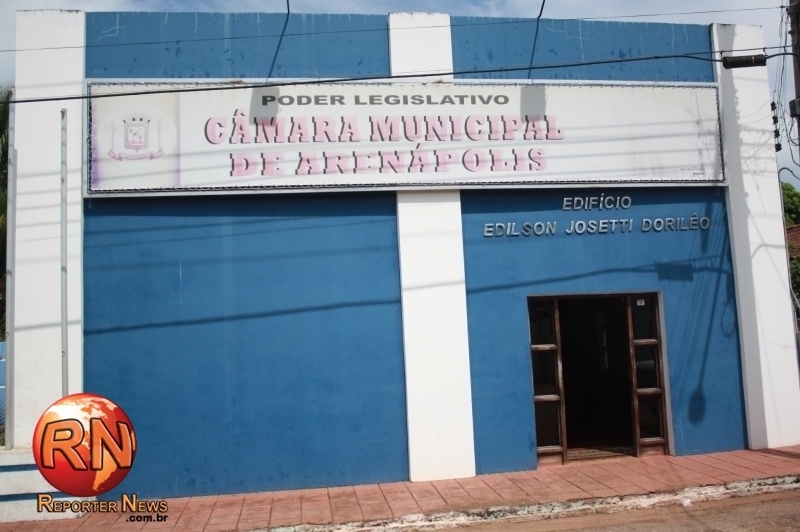 PODER LEGISLATIVO
CÂMARA MUNICIPAL
DE ARENÁPOLIS
EDIFÍCIO
EDILSON JOSETTI DORILÊO
RN
REPORTER NEWS
.com.br